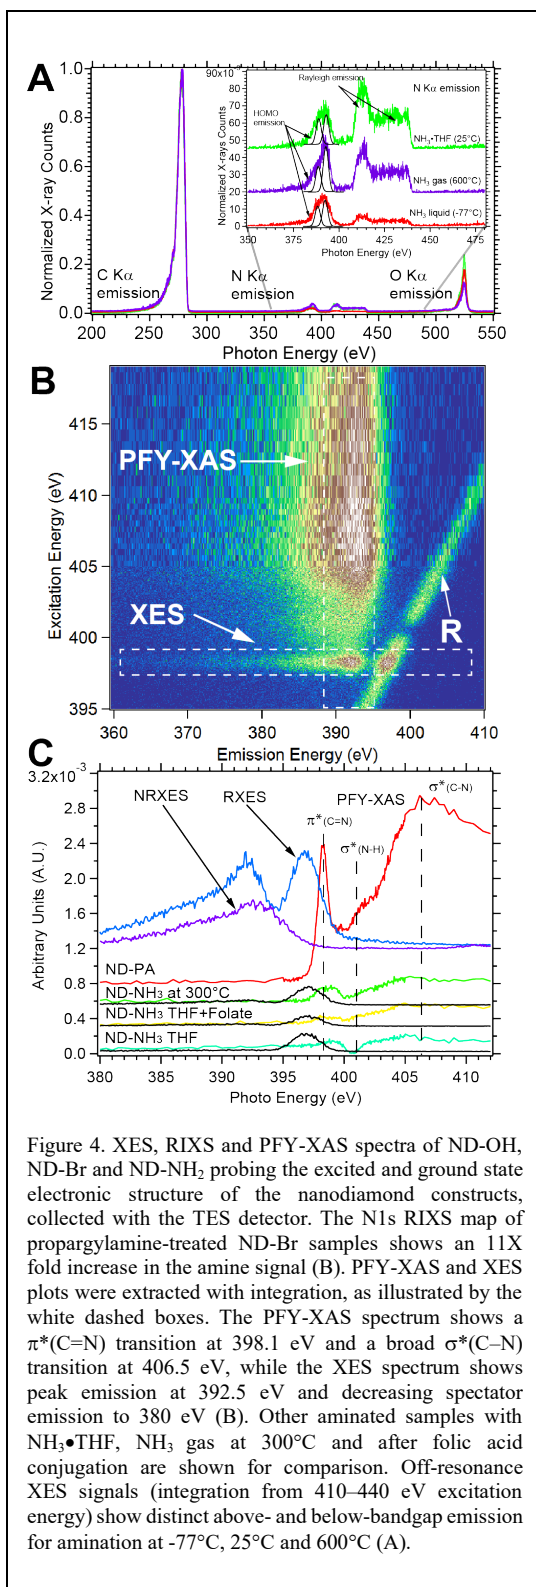 A
Normalized X-ray Counts
1.0
0.8
0.6
0.4
0.2
0.0
C Kα
emission
N Kα
emission
O Kα
emission
200 250 300 350 400 450 500 550
Photon Energy (eV)
Normalized X-rays Counts
80
70
60
50
40
30
20
10
0
Rayleigh emission
N Kα
emission
HOMO
emission
NH₃•THF (25°C)
NH₃ gas (600°C)
NH₃ liquid (-77°C)
350 380 400 425 450 480
Photon Energy (eV)
B
Excitation Energy (eV)
415
410
405
400
395
PFY-XAS
XES
R
360 370 380 390 400 410
Emission Energy (eV)
C
3.2x10⁻³
2.8
2.4
2.0
1.6
1.2
0.8
0.4
0.0
Arbitrary Units (A.U.)
NRXES
RXES
PFY-XAS
π*(C=N)
σ*(N-H)
σ*(C-N)
ND-PA
ND-NH₃ at 300°C
ND-NH₃ THF+Folate
ND-NH₃ THF
380 385 390 395 400 405 410
Photo Energy (eV)
Figure 4. XES, RIXS and PFY-XAS spectra of ND-OH,
ND-Br and ND-NH₂ probing the excited and ground state
electronic structure of the nanodiamond constructs,
collected with the TES detector. The N1s RIXS map of
propargylamine-treated ND-Br samples shows an 11X
fold increase in the amine signal (B). PFY-XAS and XES
plots were extracted with integration, as illustrated by the
white dashed boxes. The PFY-XAS spectrum shows a
π*(C=N) transition at 398.1 eV and a broad σ*(C–N)
transition at 406.5 eV, while the XES spectrum shows
peak emission at 392.5 eV and decreasing spectator
emission to 380 eV (B). Other aminated samples with
NH₃●THF, NH₃ gas at 300°C and after folic acid
conjugation are shown for comparison. Off-resonance
XES signals (integration from 410–440 eV excitation
energy) show distinct above- and below-bandgap emission
for amination at -77°C, 25°C and 600°C (A).